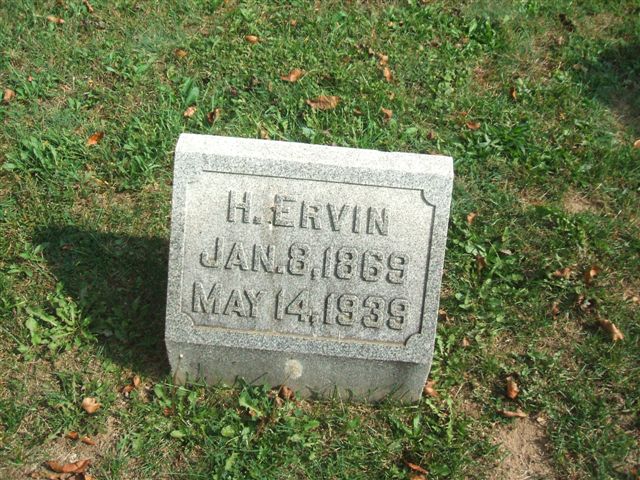 H. ERVIN
JAN. 8, 1869
MAY 14, 1939